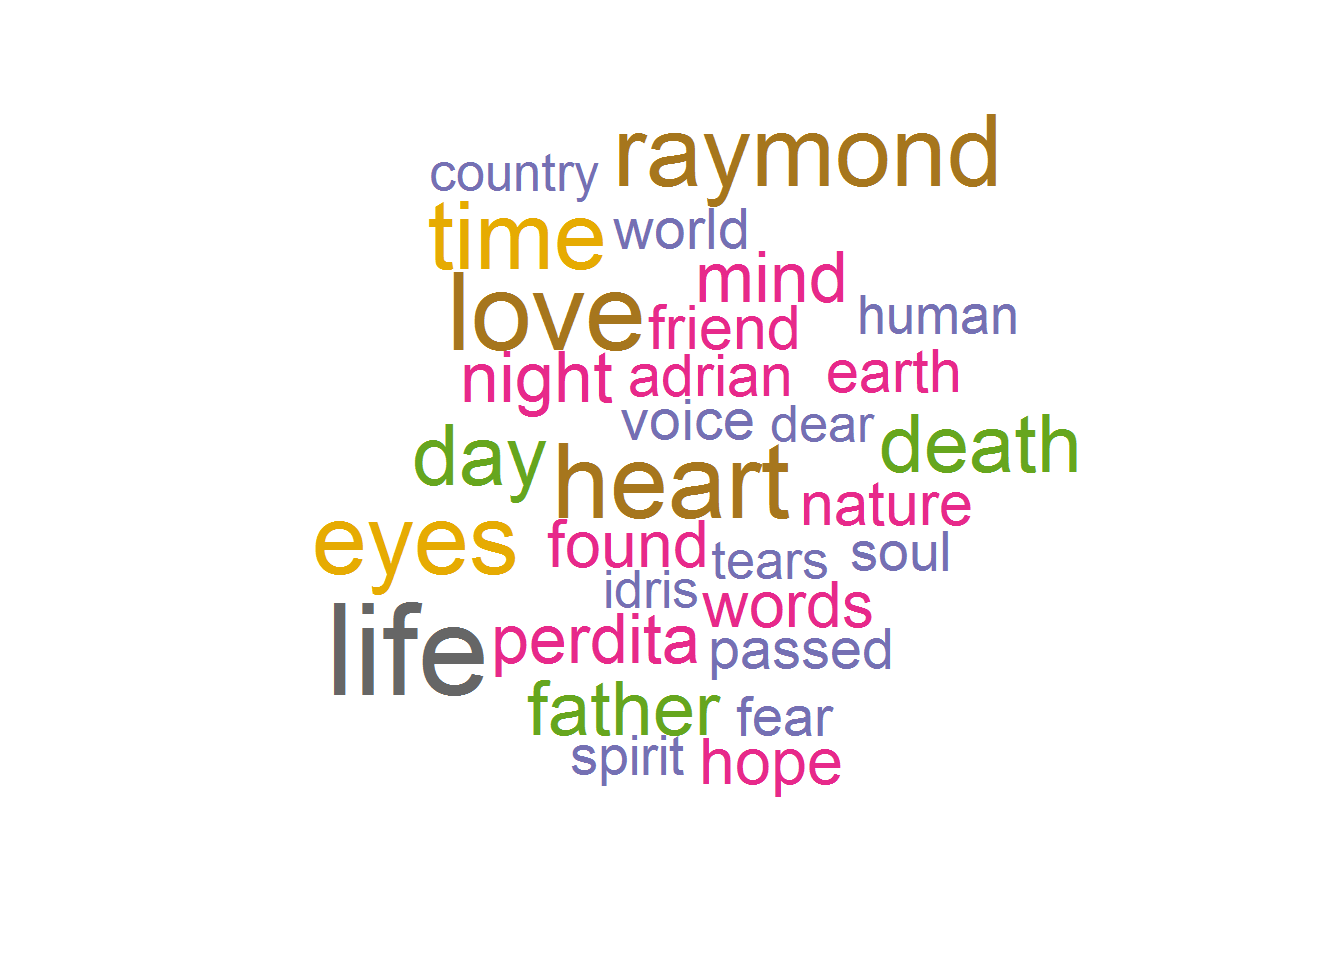 raymond
country
time
world
mind
love
friend
human
night
adrian
earth
voice
dear
day
death
heart
nature
eyes
found
tears
soul
idris
words
life
perdita
passed
father
fear
spirit
hope